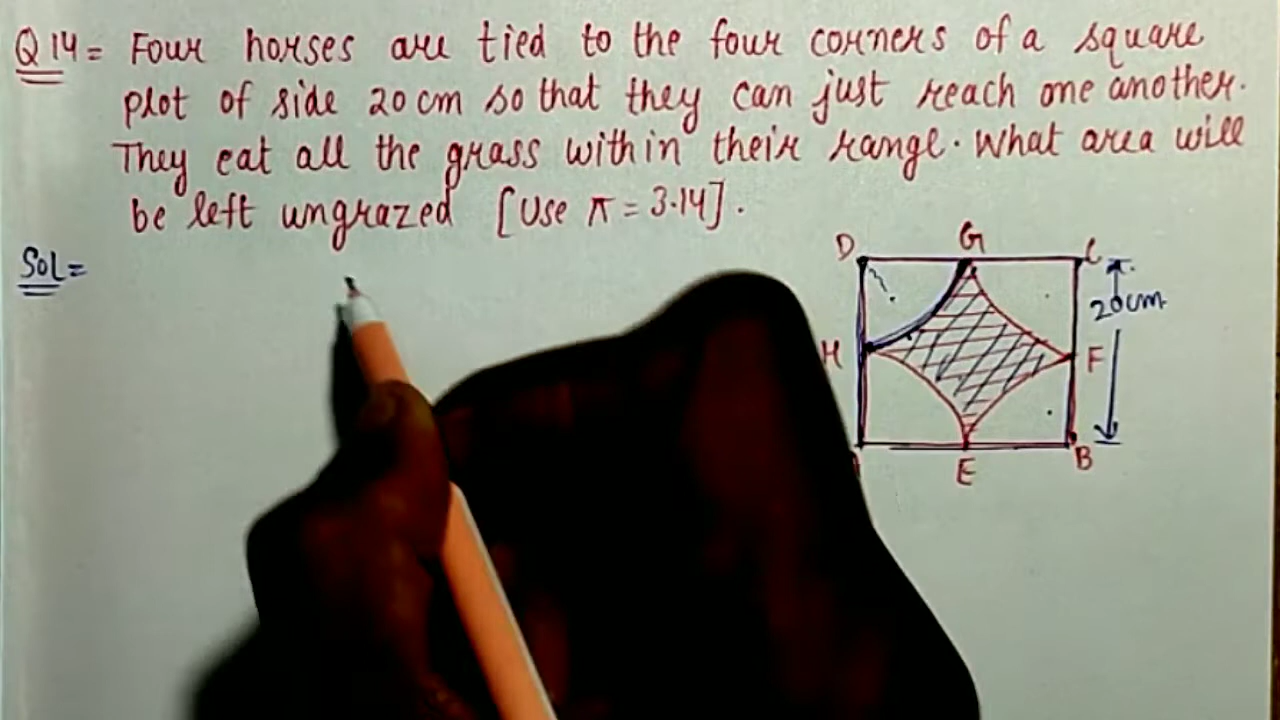 Q 14 = Four horses are tied to the four corners of a square
plot of side 20 cm so that they can just reach one another.
They eat all the grass within their range. What area will
be left ungrazed [Use π = 3.14].
Sol =
D G C
20cm
H F
E B